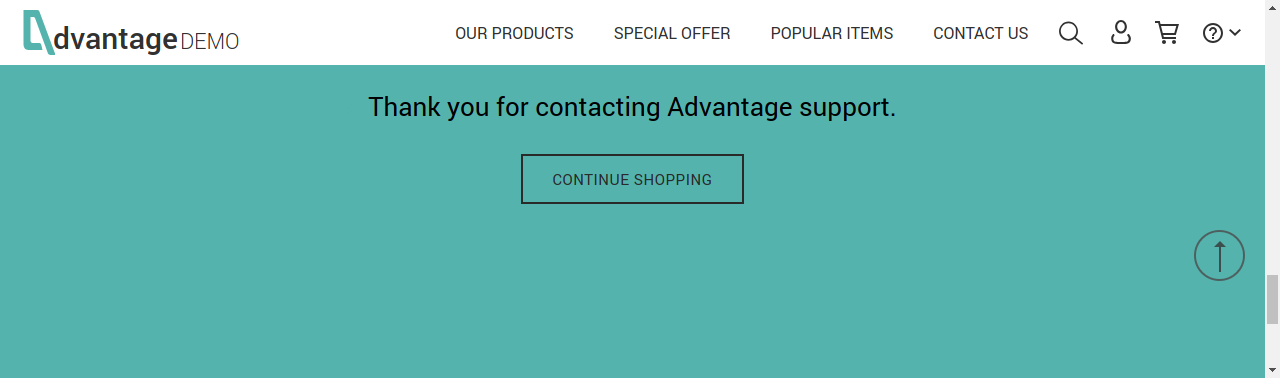 AdvantageDEMO OUR PRODUCTS SPECIAL OFFER POPULAR ITEMS CONTACT US
Thank you for contacting Advantage support.
CONTINUE SHOPPING